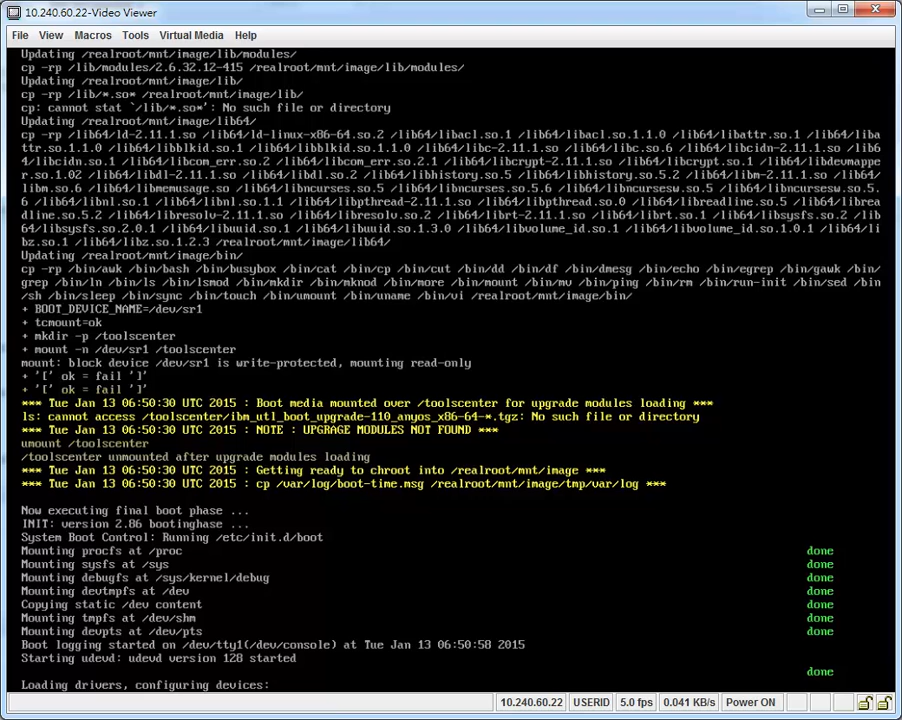 10.240.60.22-Video Viewer
File View Macros Tools Virtual Media Help
Updating /realroot/mnt/image/lib/modules/
cp -rp /lib/modules/2.6.32.12-415 /realroot/mnt/image/lib/modules/
Updating /realroot/mnt/image/lib/
cp -rp /lib/*.so* /realroot/mnt/image/lib/
cp: cannot stat `/lib/*.so*': No such file or directory
Updating /realroot/mnt/image/lib64/
cp -rp /lib64/ld-2.11.1.so /lib64/ld-linux-x86-64.so.2 /lib64/libacl.so.1 /lib64/libacl.so.1.1.0 /lib64/libattr.so.1 /lib64/liba
ttr.so.1.1.0 /lib64/libblkid.so.1 /lib64/libblkid.so.1.1.0 /lib64/libc-2.11.1.so /lib64/libc.so.6 /lib64/libcidn-2.11.1.so /lib6
4/libcidn.so.1 /lib64/libcom_err.so.2 /lib64/libcom_err.so.2.1 /lib64/libcrypt-2.11.1.so /lib64/libcrypt.so.1 /lib64/libdevmappe
r.so.1.02 /lib64/libdl-2.11.1.so /lib64/libdl.so.2 /lib64/libhistory.so.5 /lib64/libhistory.so.5.2 /lib64/libm-2.11.1.so /lib64/
libm.so.6 /lib64/libmemusage.so /lib64/libncurses.so.5 /lib64/libncurses.so.5.6 /lib64/libncursesw.so.5 /lib64/libncursesw.so.5.
6 /lib64/libnl.so.1 /lib64/libnl.so.1.1 /lib64/libpthread-2.11.1.so /lib64/libpthread.so.0 /lib64/libreadline.so.5 /lib64/librea
dline.so.5.2 /lib64/libresolv-2.11.1.so /lib64/libresolv.so.2 /lib64/librt-2.11.1.so /lib64/librt.so.1 /lib64/libsysfs.so.2 /lib
64/libsysfs.so.2.0.1 /lib64/libuuid.so.1 /lib64/libuuid.so.1.3.0 /lib64/libvolume_id.so.1 /lib64/libvolume_id.so.1.0.1 /lib64/li
bz.so.1 /lib64/libz.so.1.2.3 /realroot/mnt/image/lib64/
Updating /realroot/mnt/image/bin/
cp -rp /bin/awk /bin/bash /bin/busybox /bin/cat /bin/cp /bin/cut /bin/dd /bin/df /bin/dmesg /bin/echo /bin/egrep /bin/gawk /bin/
grep /bin/ln /bin/ls /bin/lsmod /bin/mkdir /bin/mknod /bin/more /bin/mount /bin/mv /bin/ping /bin/rm /bin/run-init /bin/sed /bin
/sh /bin/sleep /bin/sync /bin/touch /bin/umount /bin/uname /bin/vi /realroot/mnt/image/bin/
+ BOOT_DEVICE_NAME=/dev/sr1
+ tcmount=ok
+ mkdir -p /toolscenter
+ mount -n /dev/sr1 /toolscenter
mount: block device /dev/sr1 is write-protected, mounting read-only
+ '[' ok = fail ']'
+ '[' ok = fail ']'
*** Tue Jan 13 06:50:30 UTC 2015 : Boot media mounted over /toolscenter for upgrade modules loading ***
ls: cannot access /toolscenter/ibm_utl_boot_upgrade-110_anyos_x86-64-*.tgz: No such file or directory
*** Tue Jan 13 06:50:30 UTC 2015 : NOTE : UPGRAGE MODULES NOT FOUND ***
umount /toolscenter
/toolscenter unmounted after upgrade modules loading
*** Tue Jan 13 06:50:30 UTC 2015 : Getting ready to chroot into /realroot/mnt/image ***
*** Tue Jan 13 06:50:30 UTC 2015 : cp /var/log/boot-time.msg /realroot/mnt/image/tmp/var/log ***
Now executing final boot phase ...
INIT: version 2.86 bootinghase ...
System Boot Control: Running /etc/init.d/boot
Mounting procfs at /proc done
Mounting sysfs at /sys done
Mounting debugfs at /sys/kernel/debug done
Mounting devtmpfs at /dev done
Copying static /dev content done
Mounting tmpfs at /dev/shm done
Mounting devpts at /dev/pts done
Boot logging started on /dev/tty1(/dev/console) at Tue Jan 13 06:50:58 2015
Starting udevd: udevd version 128 started
done
Loading drivers, configuring devices:
10.240.60.22 USERID 5.0 fps 0.041 KB/s Power ON